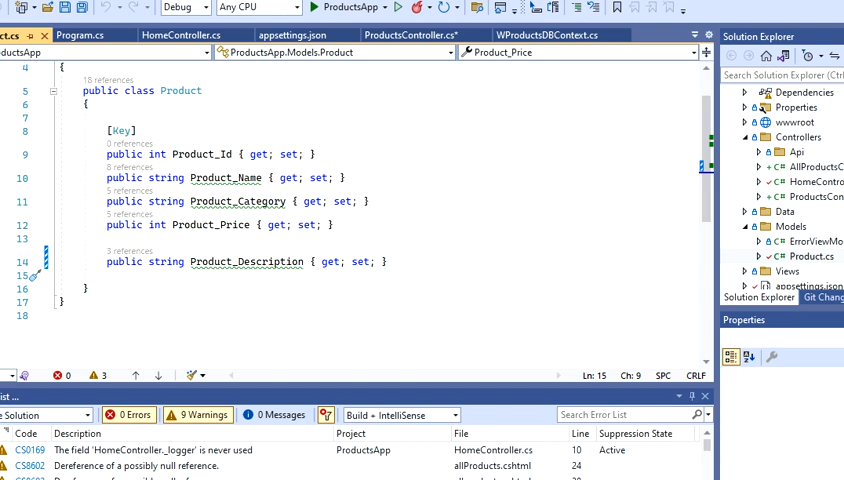 Debug
Any CPU
ProductsApp
ct.cs
Program.cs
HomeController.cs
appsettings.json
ProductsController.cs*
WProductsDBContext.cs
oductsApp
ProductsApp.Models.Product
Product_Price
4 {
18 references
5 public class Product
6 {
7
8 [Key]
0 references
9 public int Product_Id { get; set; }
8 references
10 public string Product_Name { get; set; }
5 references
11 public string Product_Category { get; set; }
5 references
12 public int Product_Price { get; set; }
13
3 references
14 public string Product_Description { get; set; }
15
16 }
17 }
18
0
3
Ln: 15 Ch: 9 SPC CRLF
Solution Explorer
Search Solution Explorer (Ctrl
Dependencies
Properties
wwwroot
Controllers
Api
C# AllProductsC
C# HomeContro
C# ProductsCon
Data
Models
C# ErrorViewMo
C# Product.cs
Views
appsettings.json
Solution Explorer
Git Chang
Properties
ist ...
e Solution
0 Errors
9 Warnings
0 Messages
Build + IntelliSense
Search Error List
Code Description Project File Line Suppression State
CS0169 The field 'HomeController._logger' is never used ProductsApp HomeController.cs 10 Active
CS8602 Dereference of a possibly null reference. allProducts.cshtml 24